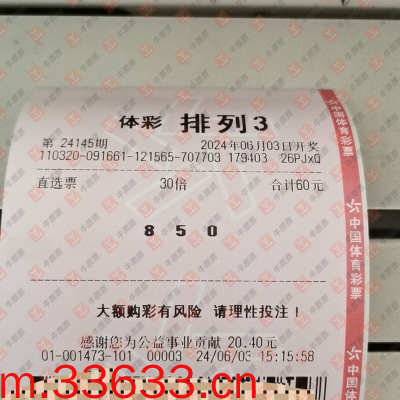 体彩 排列3
第 24145期 2024年06月03日开奖
110320-091661-121565-707703 179403 26PJxQ
直选票 30倍 合计60元
8 5 0
大额购彩有风险 请理性投注！
感谢您为公益事业贡献 20.40元
01-001473-101 00003 24/06/03 15:15:58
中国体育彩票
中国体育彩票
m.33633.cn